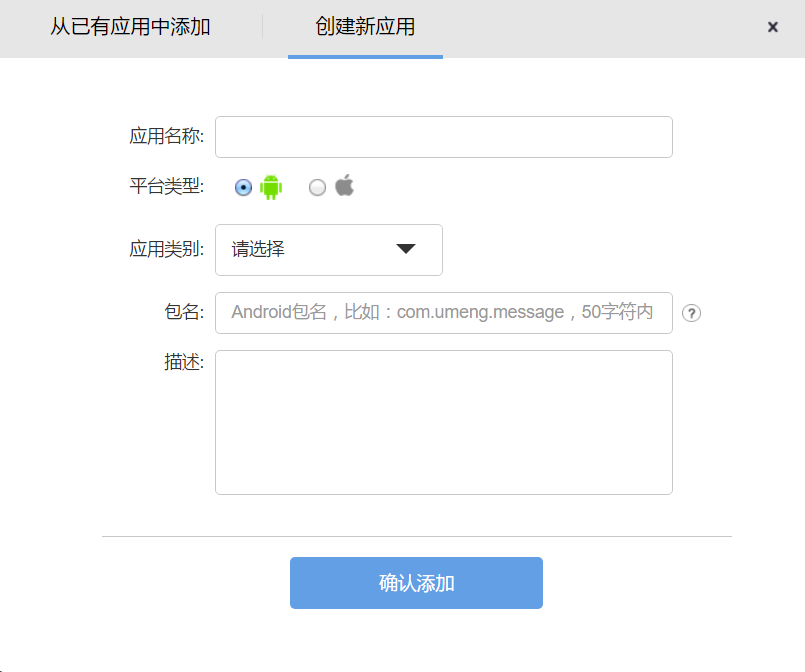 从已有应用中添加
创建新应用
×
应用名称:
平台类型:
应用类别:
请选择
包名:
Android包名，比如：com.umeng.message，50字符内
?
描述:
确认添加